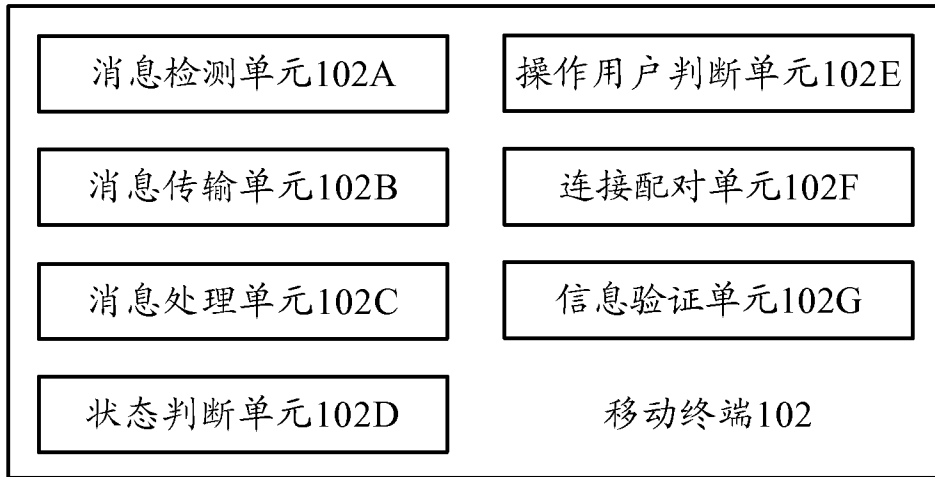 消息检测单元102A
消息传输单元102B
消息处理单元102C
状态判断单元102D
操作用户判断单元102E
连接配对单元102F
信息验证单元102G
移动终端102